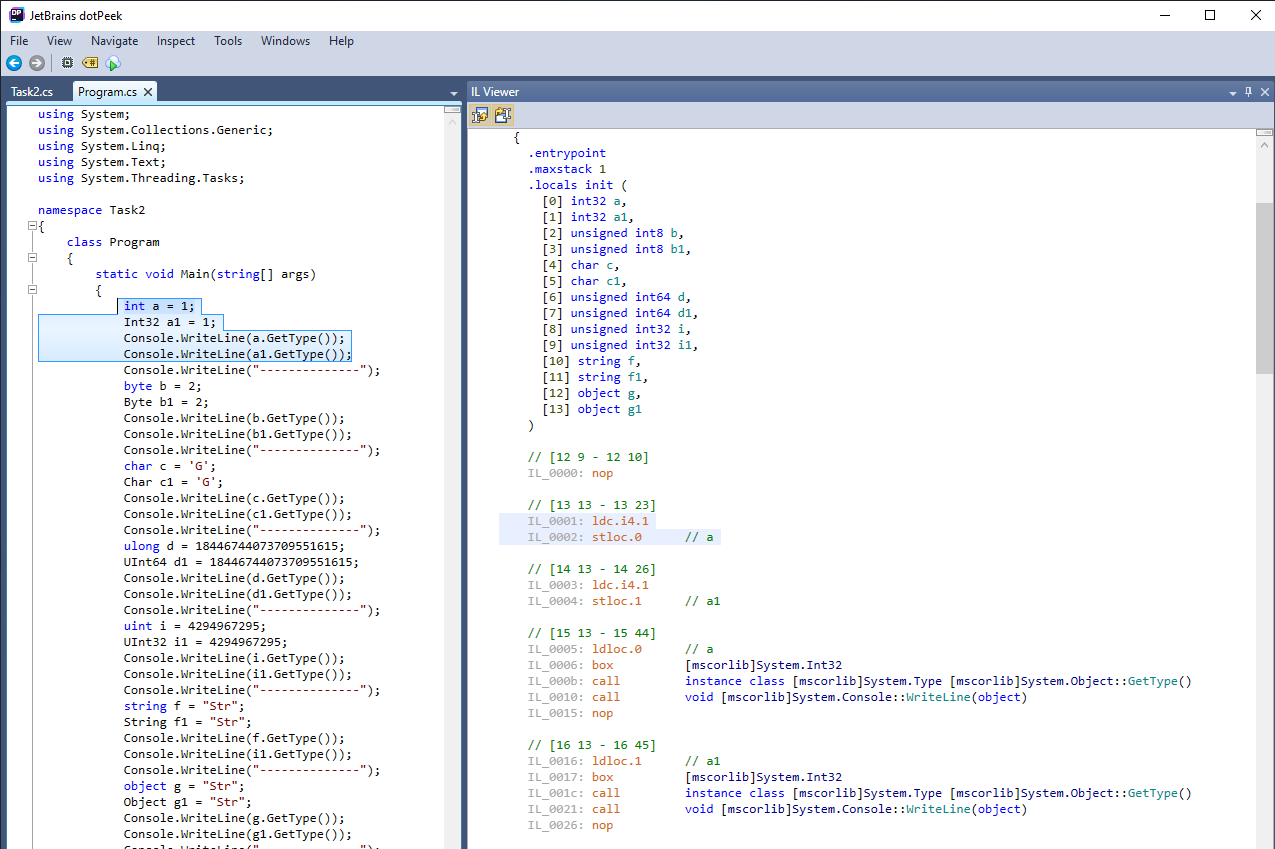 DP JetBrains dotPeek
File View Navigate Inspect Tools Windows Help
Task2.cs Program.cs
using System;
using System.Collections.Generic;
using System.Linq;
using System.Text;
using System.Threading.Tasks;
namespace Task2
{
class Program
{
static void Main(string[] args)
{
int a = 1;
Int32 a1 = 1;
Console.WriteLine(a.GetType());
Console.WriteLine(a1.GetType());
Console.WriteLine("--------------");
byte b = 2;
Byte b1 = 2;
Console.WriteLine(b.GetType());
Console.WriteLine(b1.GetType());
Console.WriteLine("--------------");
char c = 'G';
Char c1 = 'G';
Console.WriteLine(c.GetType());
Console.WriteLine(c1.GetType());
Console.WriteLine("--------------");
ulong d = 18446744073709551615;
UInt64 d1 = 18446744073709551615;
Console.WriteLine(d.GetType());
Console.WriteLine(d1.GetType());
Console.WriteLine("--------------");
uint i = 4294967295;
UInt32 i1 = 4294967295;
Console.WriteLine(i.GetType());
Console.WriteLine(i1.GetType());
Console.WriteLine("--------------");
string f = "Str";
String f1 = "Str";
Console.WriteLine(f.GetType());
Console.WriteLine(i1.GetType());
Console.WriteLine("--------------");
object g = "Str";
Object g1 = "Str";
Console.WriteLine(g.GetType());
Console.WriteLine(g1.GetType());
IL Viewer
{
.entrypoint
.maxstack 1
.locals init (
[0] int32 a,
[1] int32 a1,
[2] unsigned int8 b,
[3] unsigned int8 b1,
[4] char c,
[5] char c1,
[6] unsigned int64 d,
[7] unsigned int64 d1,
[8] unsigned int32 i,
[9] unsigned int32 i1,
[10] string f,
[11] string f1,
[12] object g,
[13] object g1
)
// [12 9 - 12 10]
IL_0000: nop
// [13 13 - 13 23]
IL_0001: ldc.i4.1
IL_0002: stloc.0 // a
// [14 13 - 14 26]
IL_0003: ldc.i4.1
IL_0004: stloc.1 // a1
// [15 13 - 15 44]
IL_0005: ldloc.0 // a
IL_0006: box [mscorlib]System.Int32
IL_000b: call instance class [mscorlib]System.Type [mscorlib]System.Object::GetType()
IL_0010: call void [mscorlib]System.Console::WriteLine(object)
IL_0015: nop
// [16 13 - 16 45]
IL_0016: ldloc.1 // a1
IL_0017: box [mscorlib]System.Int32
IL_001c: call instance class [mscorlib]System.Type [mscorlib]System.Object::GetType()
IL_0021: call void [mscorlib]System.Console::WriteLine(object)
IL_0026: nop